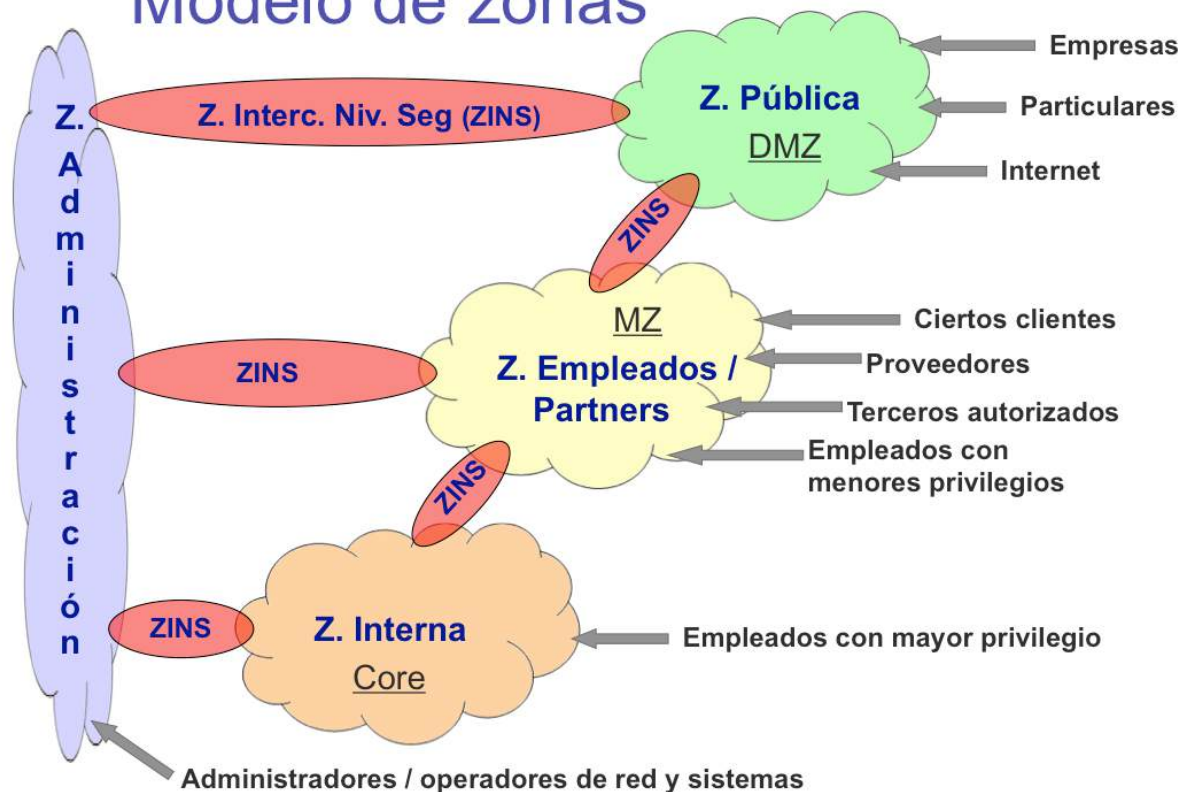 Modelo de zonas
Z. Administración
Z. Interc. Niv. Seg (ZINS)
Z. Pública
DMZ
Empresas
Particulares
Internet
ZINS
MZ
Z. Empleados /
Partners
Ciertos clientes
Proveedores
Terceros autorizados
Empleados con
menores privilegios
ZINS
ZINS
ZINS
Z. Interna
Core
Empleados con mayor privilegio
Administradores / operadores de red y sistemas